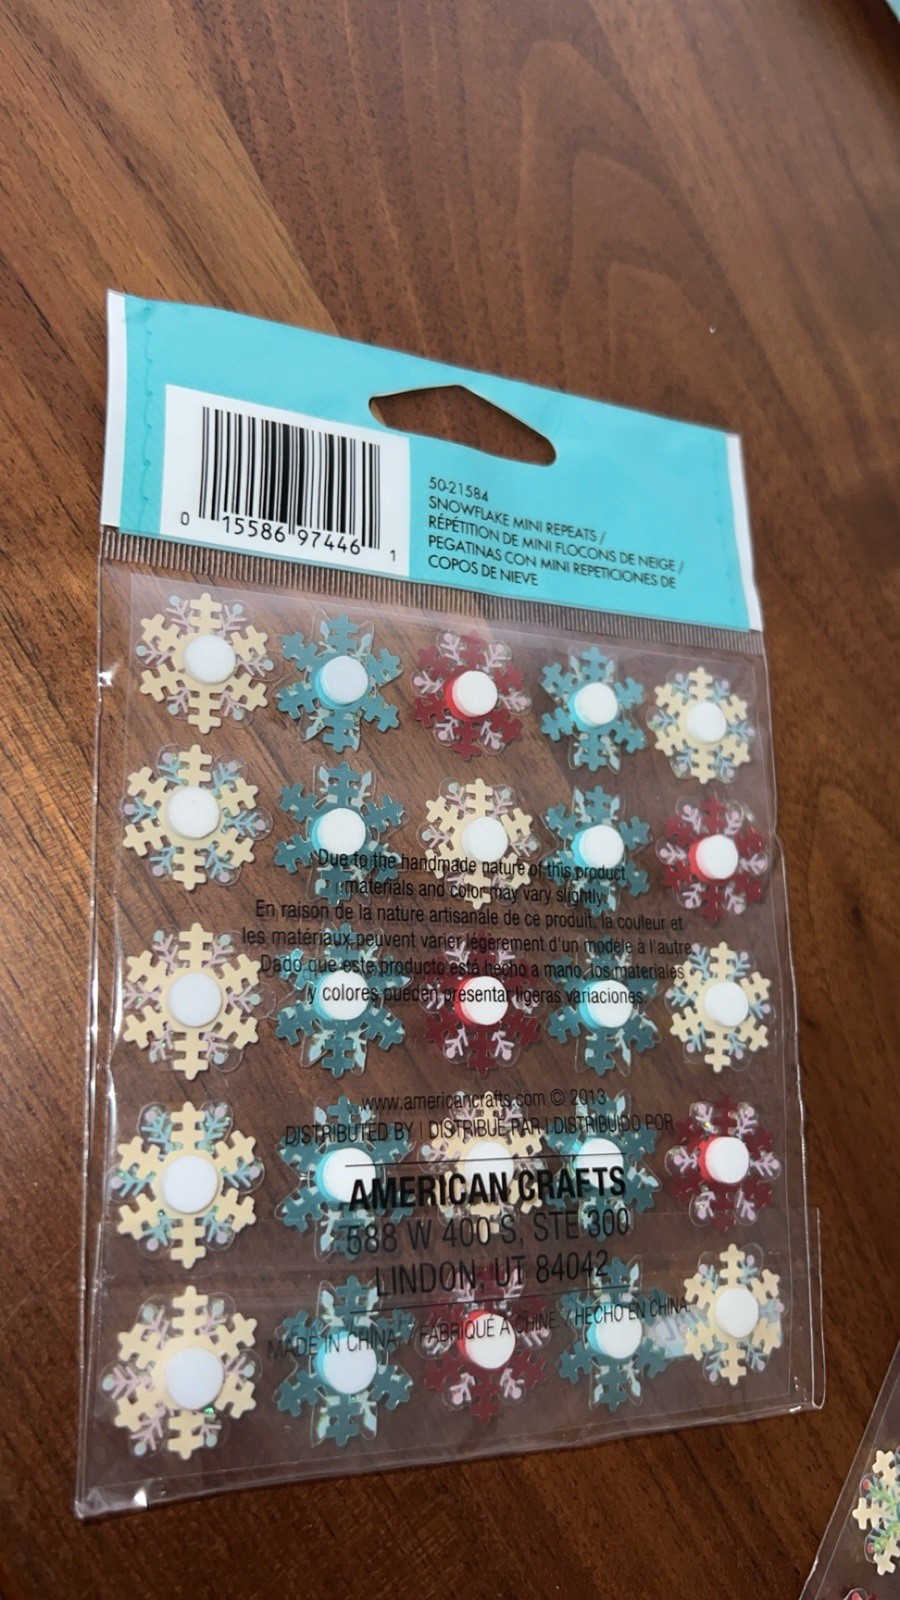 0 15586 97446 1
50-21584
SNOWFLAKE MINI REPEATS /
RÉPÉTITION DE MINI FLOCONS DE NEIGE /
PEGATINAS CON MINI REPETICIONES DE
COPOS DE NIEVE
Due to the handmade nature of this product,
materials and color may vary slightly.
En raison de la nature artisanale de ce produit, la couleur et
les matériaux peuvent varier légerement d'un modèle à l'autre.
Dado que este producto está hecho a mano, los materiales
y colores pueden presentar ligeras variaciones.
www.americancrafts.com © 2013
DISTRIBUTED BY | DISTRIBUÉ PAR | DISTRIBUIDO POR
AMERICAN CRAFTS
588 W 400 S, STE 300
LINDON, UT 84042
MADE IN CHINA / FABRIQUÉ À CHINE / HECHO EN CHINA